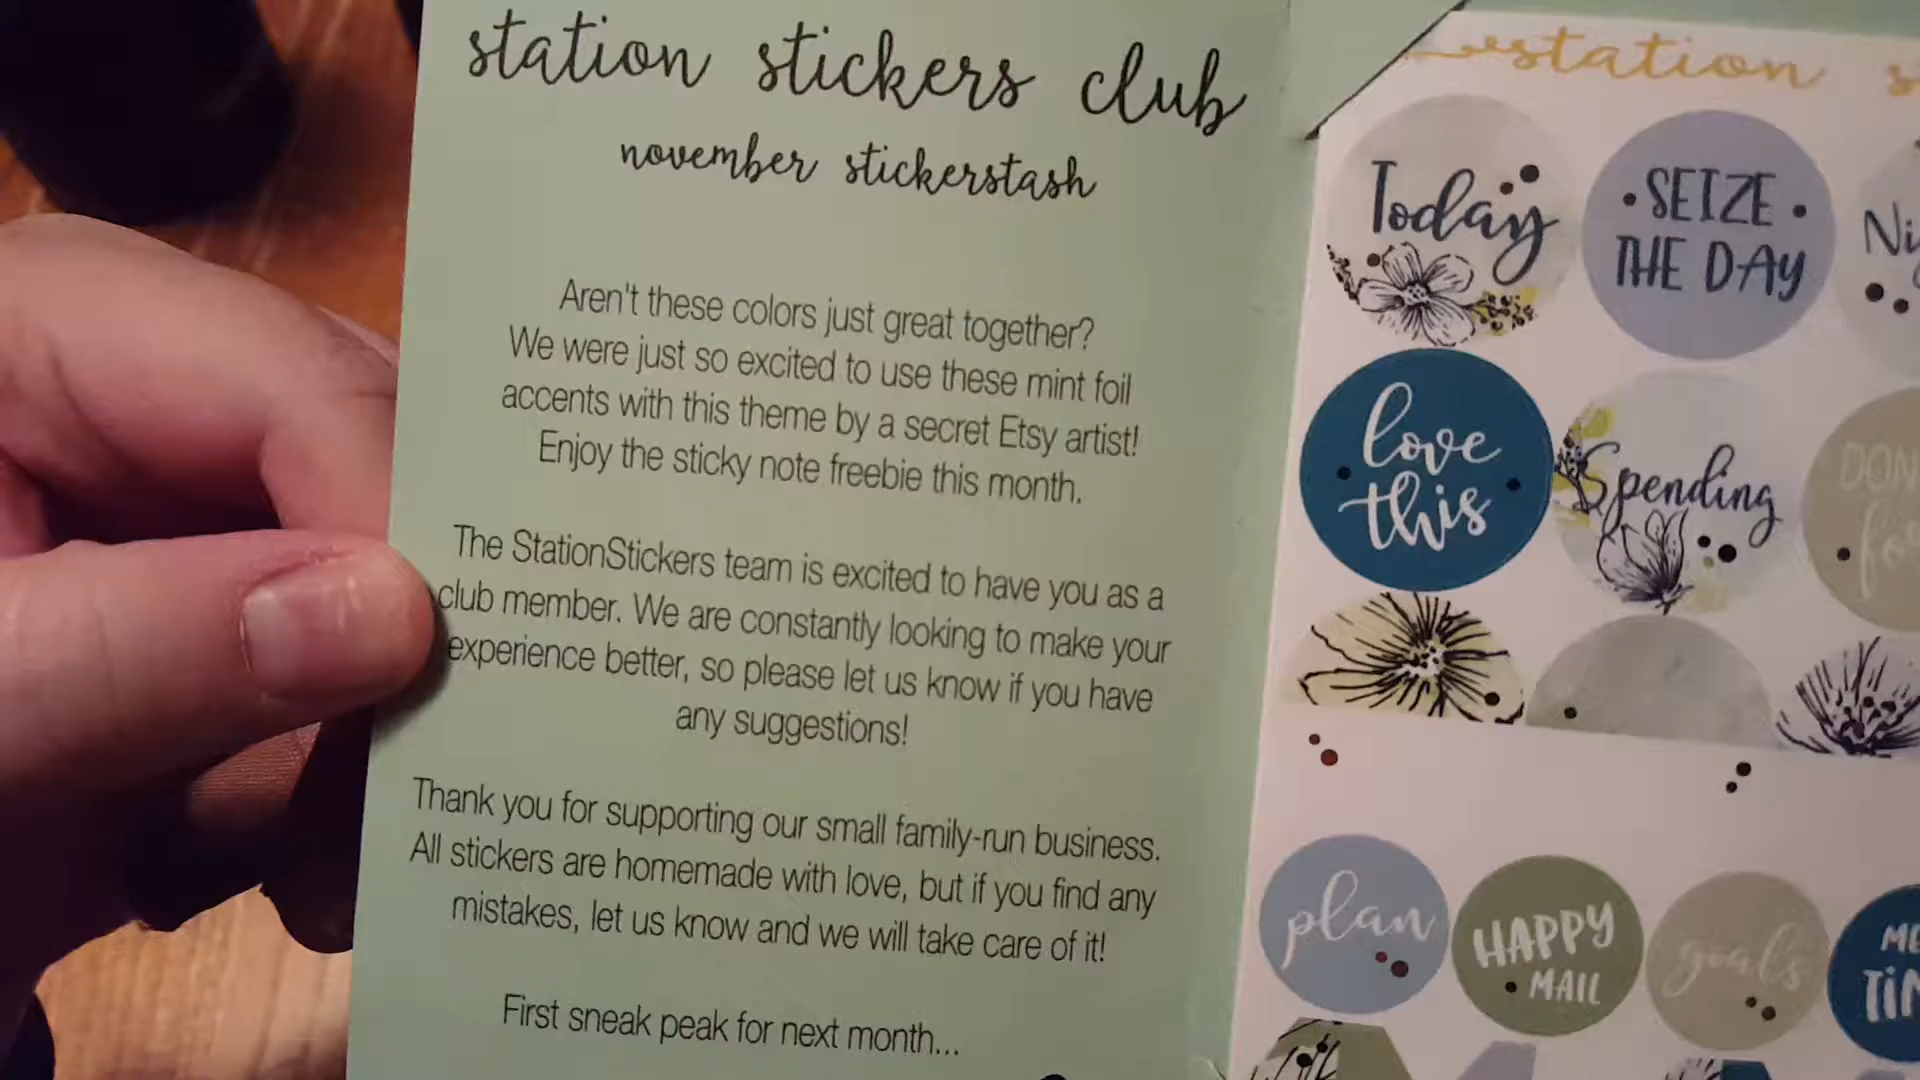 station stickers club
november stickerstash
Aren't these colors just great together?
We were just so excited to use these mint foil
accents with this theme by a secret Etsy artist!
Enjoy the sticky note freebie this month.
The StationStickers team is excited to have you as a
club member. We are constantly looking to make your
experience better, so please let us know if you have
any suggestions!
Thank you for supporting our small family-run business.
All stickers are homemade with love, but if you find any
mistakes, let us know and we will take care of it!
First sneak peak for next month...
station
Today
SEIZE
THE DAY
love
this
Spending
plan
HAPPY
MAIL
goals